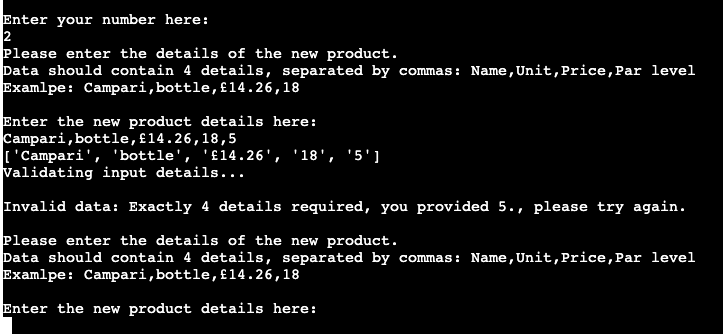 Enter your number here:
2
Please enter the details of the new product.
Data should contain 4 details, separated by commas: Name,Unit,Price,Par level
Examlpe: Campari,bottle,£14.26,18
Enter the new product details here:
Campari,bottle,£14.26,18,5
['Campari', 'bottle', '£14.26', '18', '5']
Validating input details...
Invalid data: Exactly 4 details required, you provided 5., please try again.
Please enter the details of the new product.
Data should contain 4 details, separated by commas: Name,Unit,Price,Par level
Examlpe: Campari,bottle,£14.26,18
Enter the new product details here: